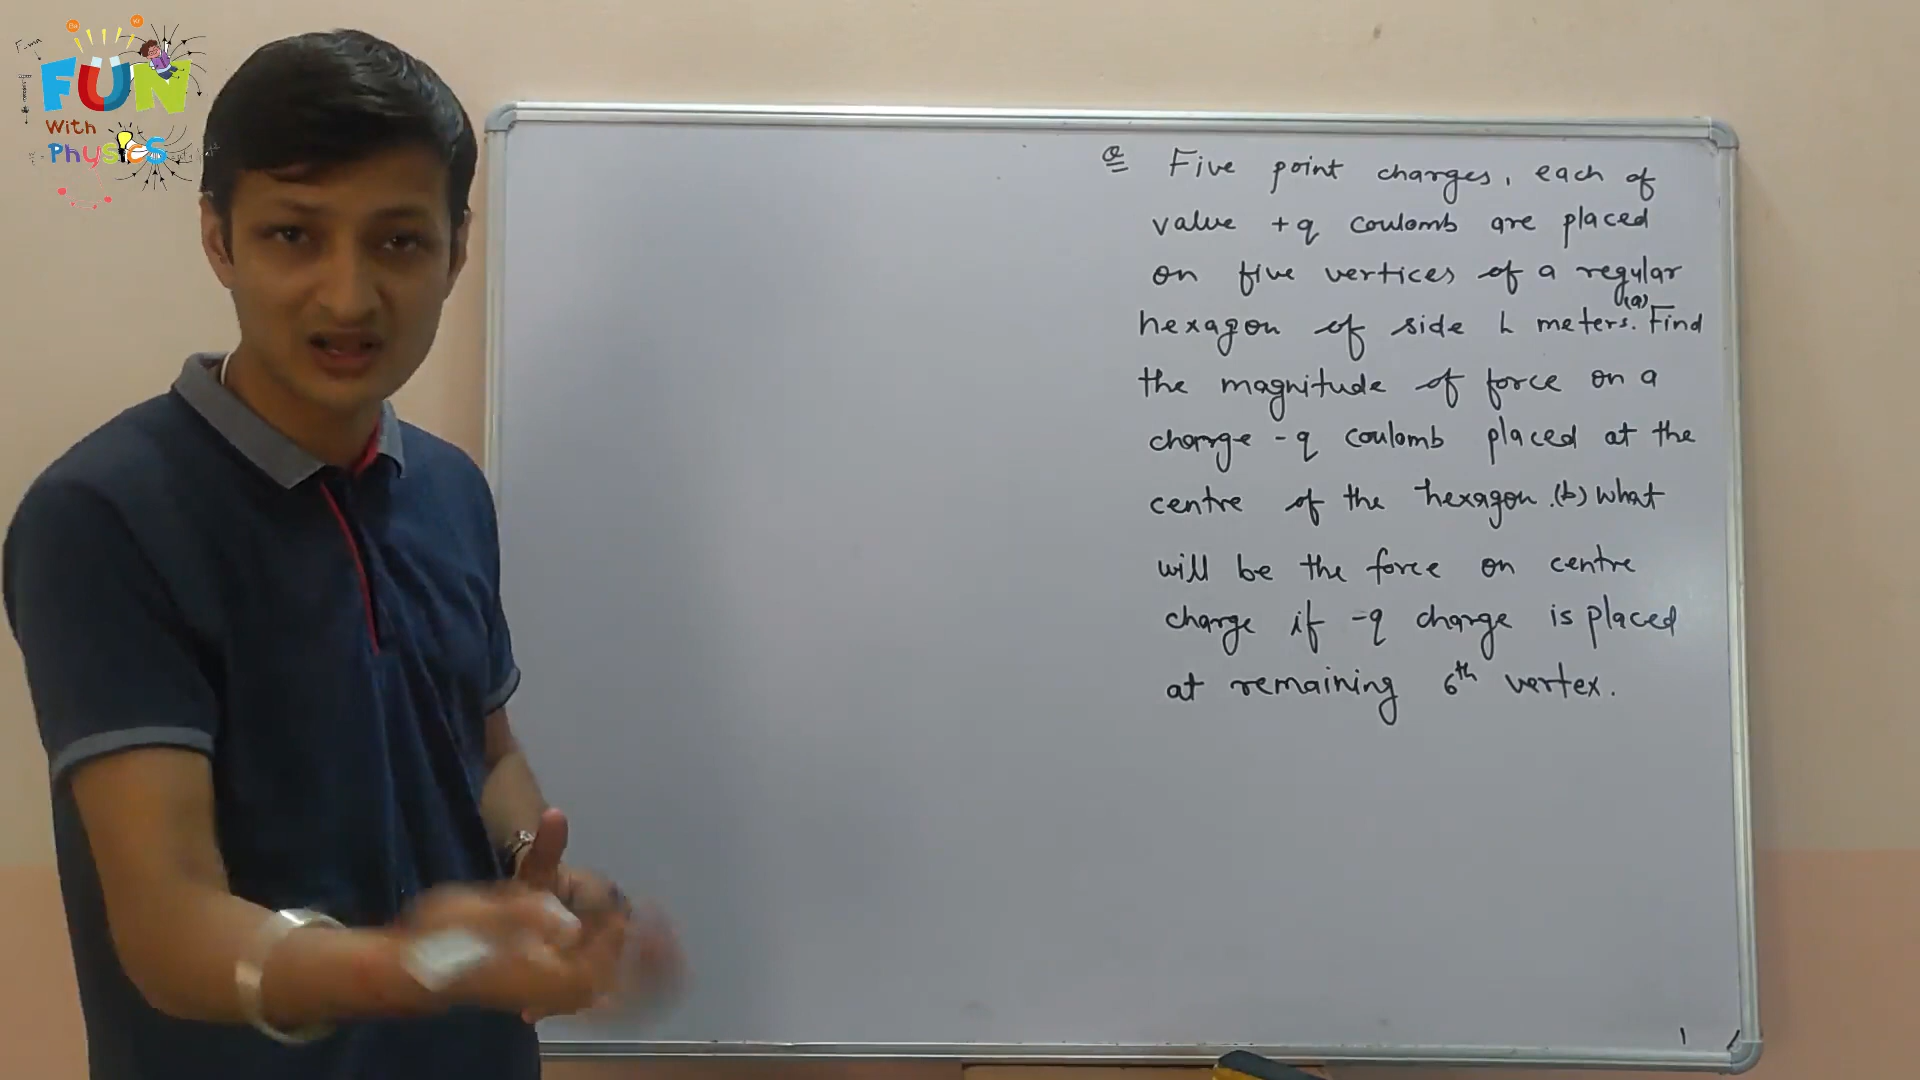 FUN
With
Physics
Q Five point charges, each of
value +q coulomb are placed
on five vertices of a regular
hexagon of side L meters. (a) Find
the magnitude of force on a
charge -q coulomb placed at the
centre of the hexagon. (b) What
will be the force on centre
charge if -q charge is placed
at remaining 6th vertex.